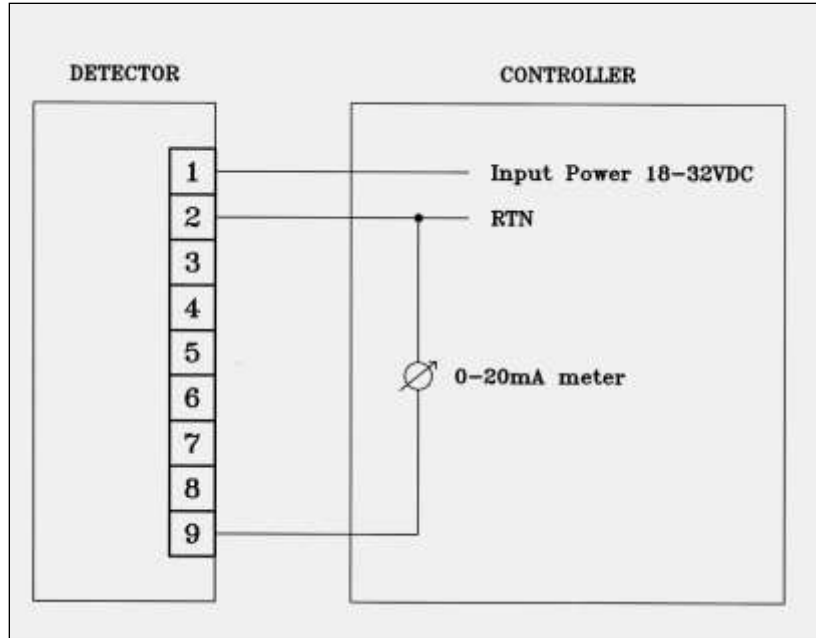 DETECTOR
CONTROLLER
1
Input Power 18-32VDC
2
RTN
3
4
5
0-20mA meter
6
7
8
9